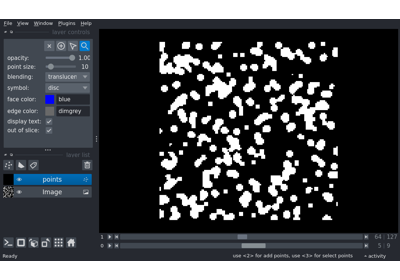 File View Window Plugins Help
layer controls
opacity: 1.00
point size: 10
blending: translucen
symbol: disc
face color: blue
edge color: dimgrey
display text:
out of slice:
layer list
points
Image
1 64 127
0 5 9
Ready use <2> for add points, use <3> for select points activity